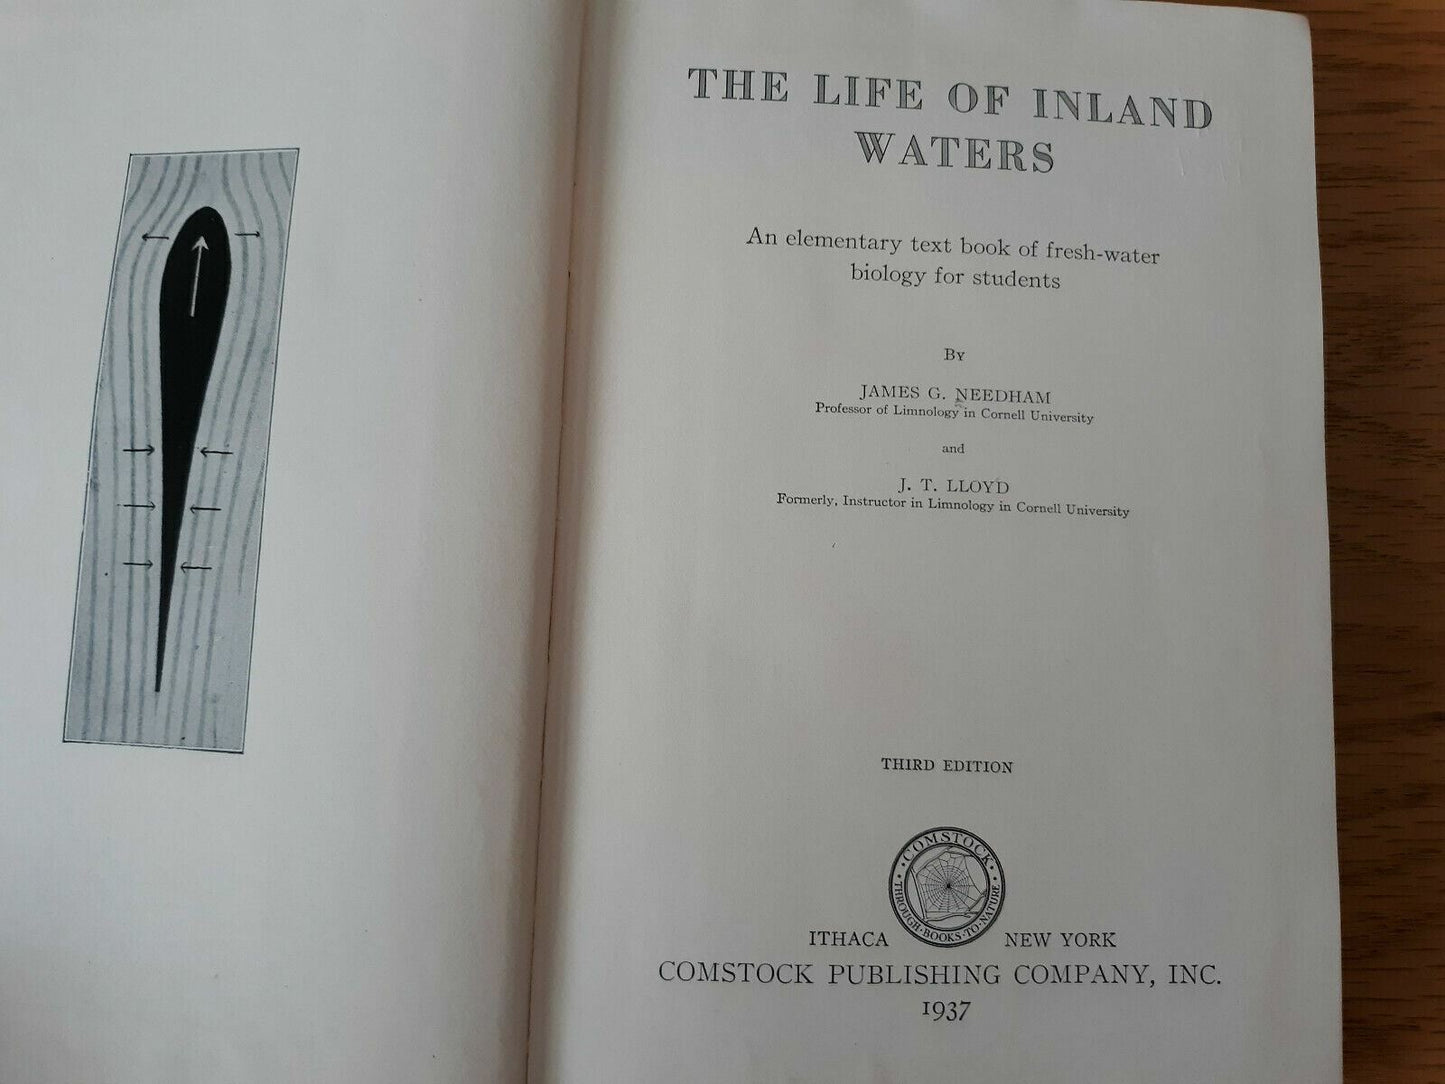 THE LIFE OF INLAND
WATERS
An elementary text book of fresh-water
biology for students
By
JAMES G. NEEDHAM
Professor of Limnology in Cornell University
and
J. T. LLOYD
Formerly, Instructor in Limnology in Cornell University
THIRD EDITION
· COMSTOCK ·
THROUGH · BOOKS · TO · NATURE
ITHACA NEW YORK
COMSTOCK PUBLISHING COMPANY, INC.
1937